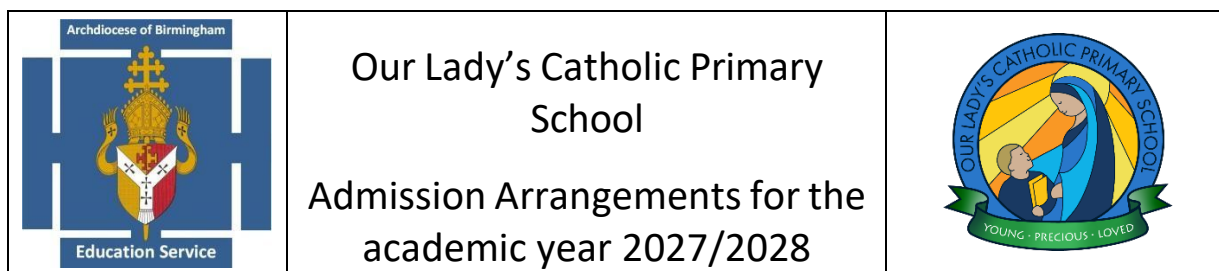 Archdiocese of Birmingham
Education Service
Our Lady’s Catholic Primary
School
Admission Arrangements for the
academic year 2027/2028
OUR LADY'S CATHOLIC PRIMARY SCHOOL
YOUNG · PRECIOUS · LOVED